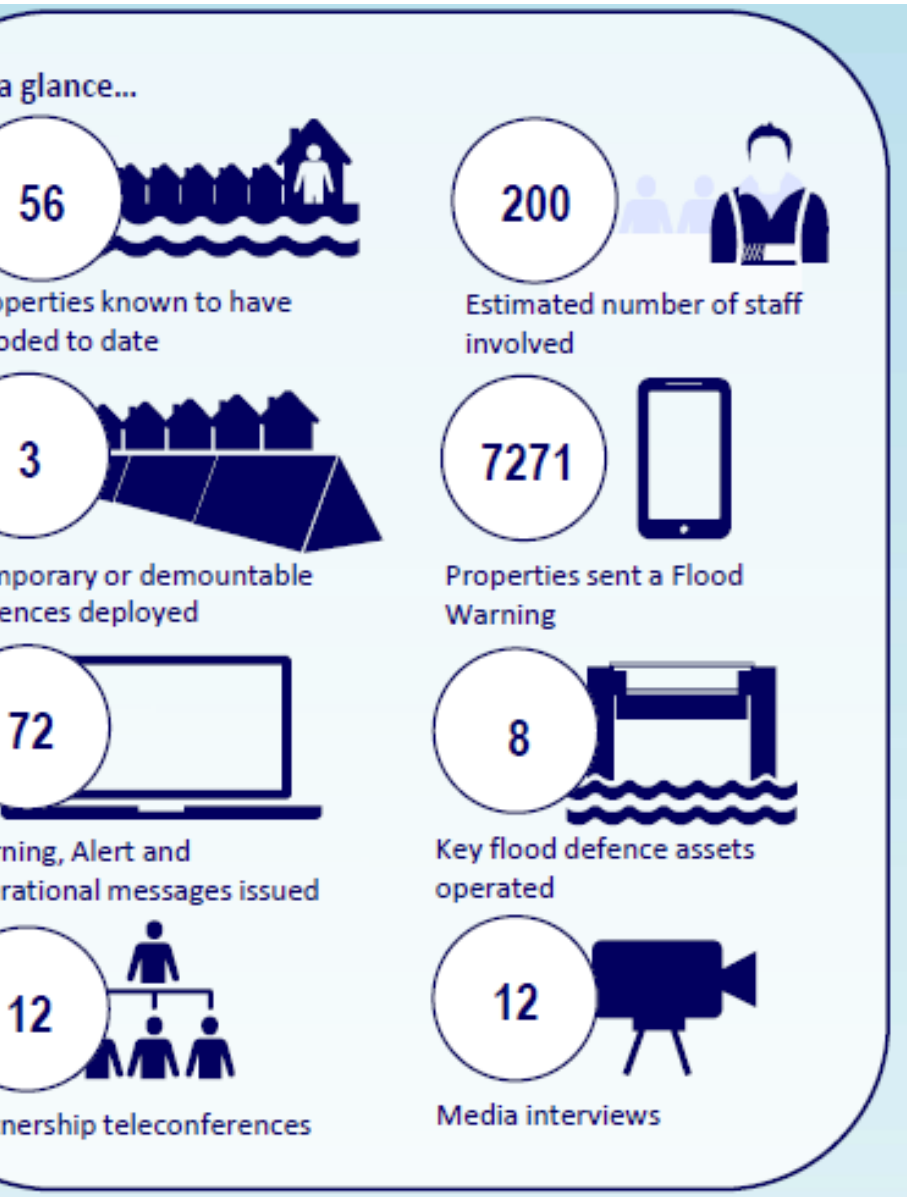 a glance...
56
operties known to have
oded to date
200
Estimated number of staff
involved
3
mporary or demountable
ences deployed
7271
Properties sent a Flood
Warning
72
rning, Alert and
rational messages issued
8
Key flood defence assets
operated
12
nership teleconferences
12
Media interviews